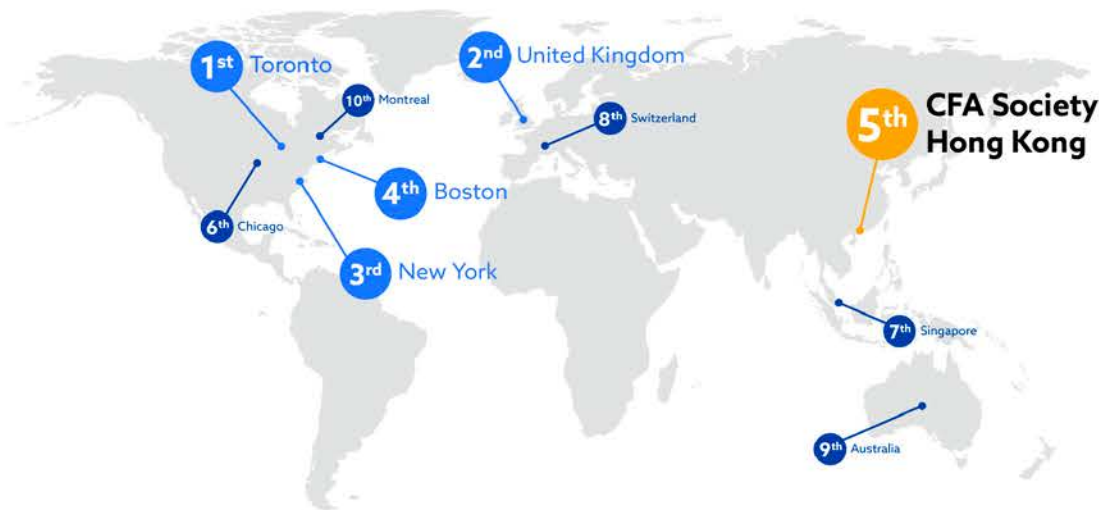 1st Toronto
2nd United Kingdom
10th Montreal
8th Switzerland
5th CFA Society
Hong Kong
4th Boston
6th Chicago
3rd New York
7th Singapore
9th Australia